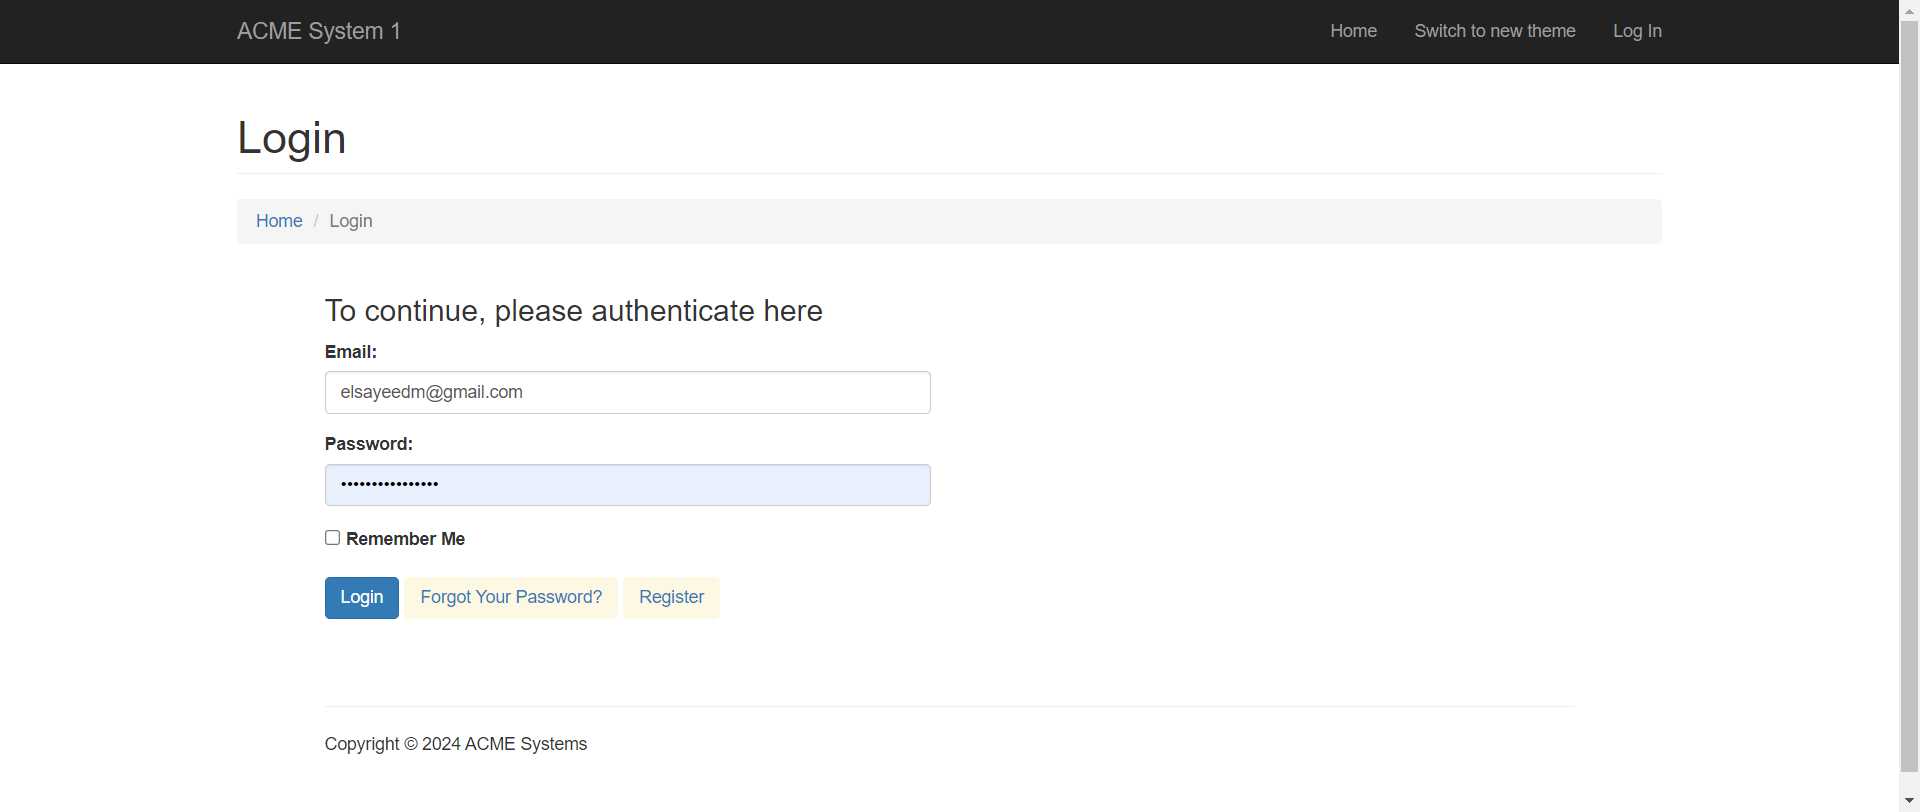 ACME System 1 Home Switch to new theme Log In
Login
Home / Login
To continue, please authenticate here
Email:
elsayeedm@gmail.com
Password:
••••••••••••••••
Remember Me
Login Forgot Your Password? Register
Copyright © 2024 ACME Systems